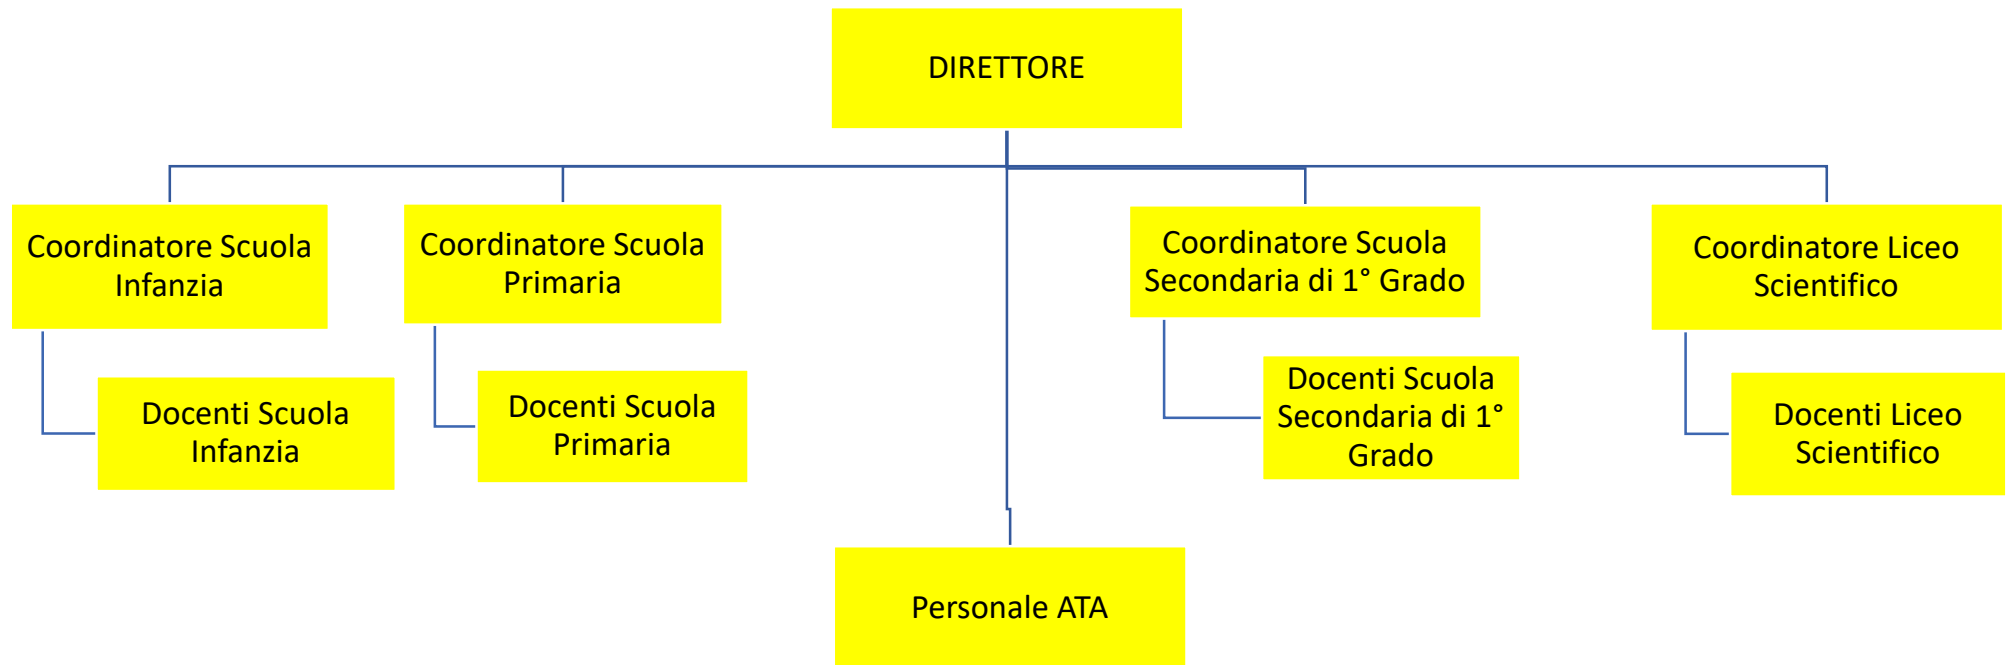 DIRETTORE
Coordinatore Scuola
Infanzia
Coordinatore Scuola
Primaria
Coordinatore Scuola
Secondaria di 1° Grado
Coordinatore Liceo
Scientifico
Docenti Scuola
Infanzia
Docenti Scuola
Primaria
Docenti Scuola
Secondaria di 1°
Grado
Docenti Liceo
Scientifico
Personale ATA